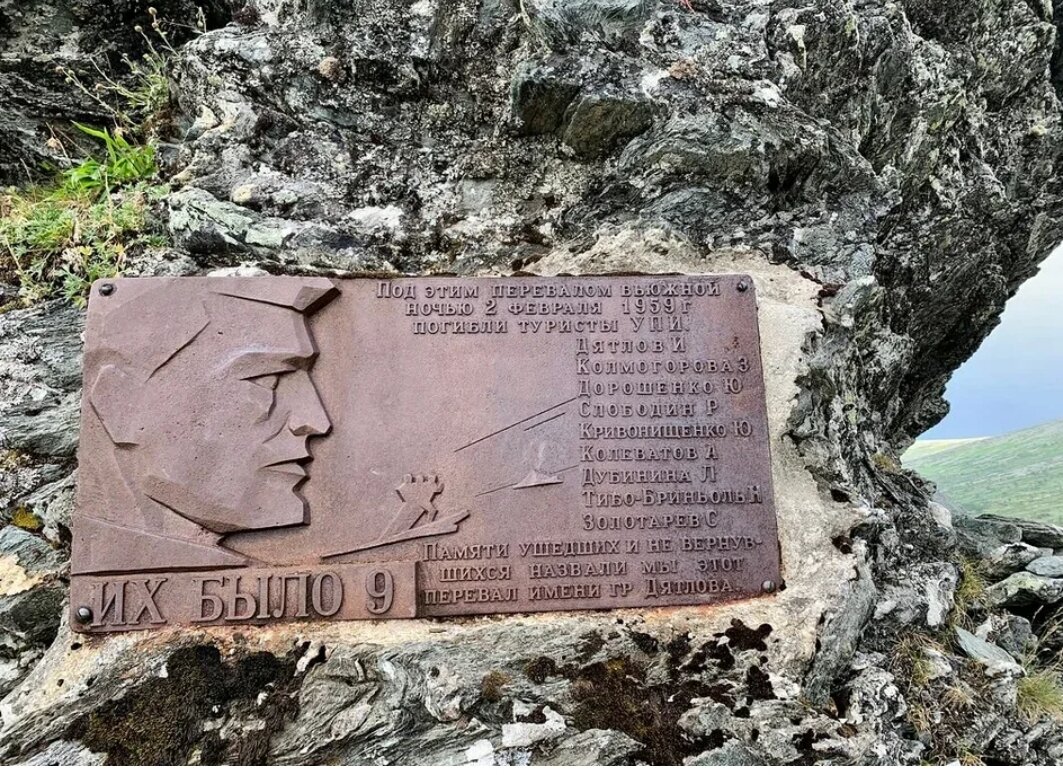 Под этим перевалом вьюжной
ночью 2 февраля 1959 г
погибли туристы УПИ.
Дятлов И
Колмогорова З
Дорошенко Ю
Слободин Р
Кривонищенко Ю
Колеватов А
Дубинина Л
Тибо-Бриньоль Н
Золотарев С
Памяти ушедших и не вернув-
шихся назвали мы этот
перевал имени гр Дятлова.
ИХ БЫЛО 9